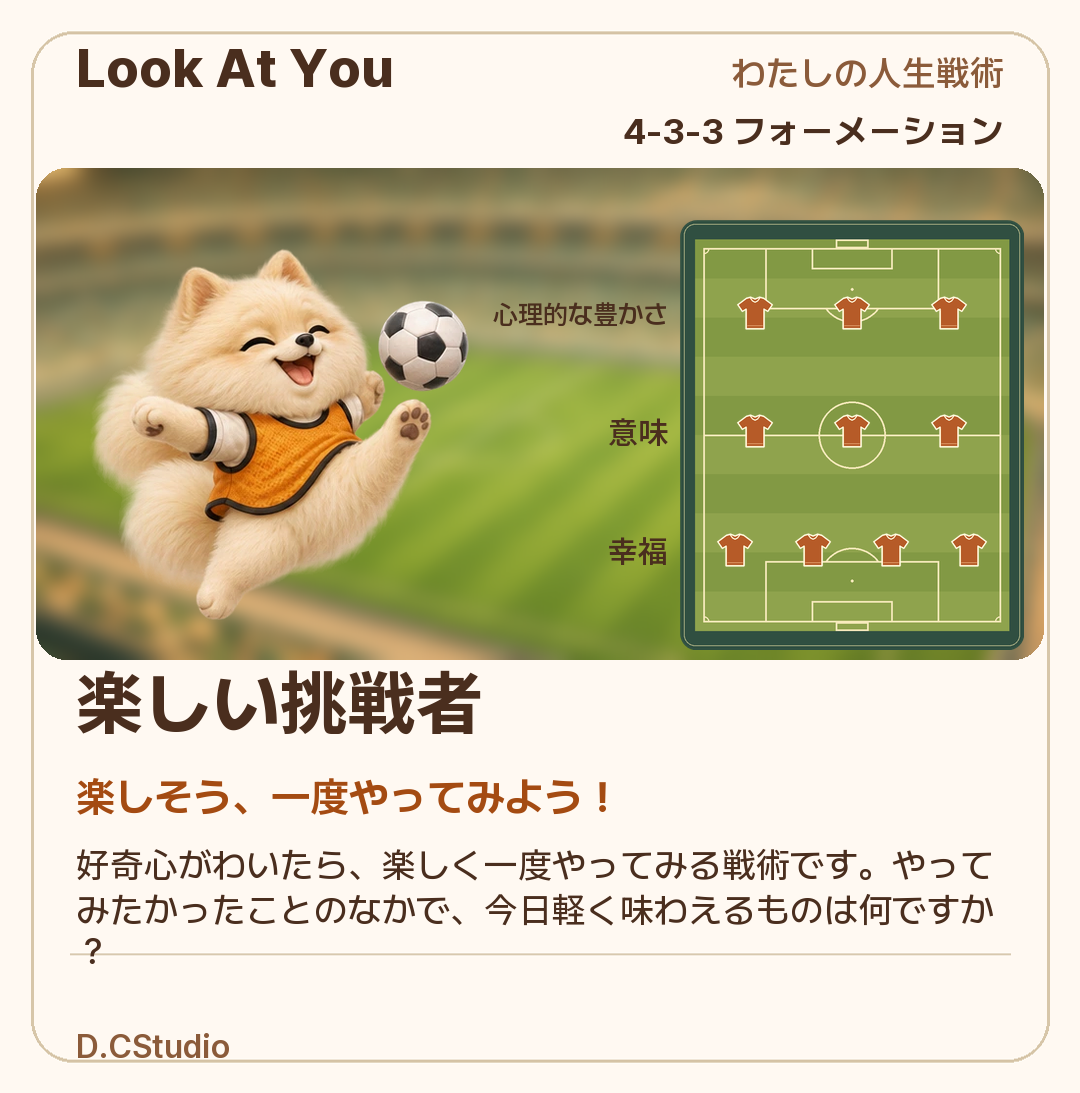 Look At You
わたしの人生戦術
4-3-3 フォーメーション
心理的な豊かさ
意味
幸福
楽しい挑戦者
楽しそう、一度やってみよう！
好奇心がわいたら、楽しく一度やってみる戦術です。やって
みたかったことのなかで、今日軽く味わえるものは何ですか
？
D.CStudio